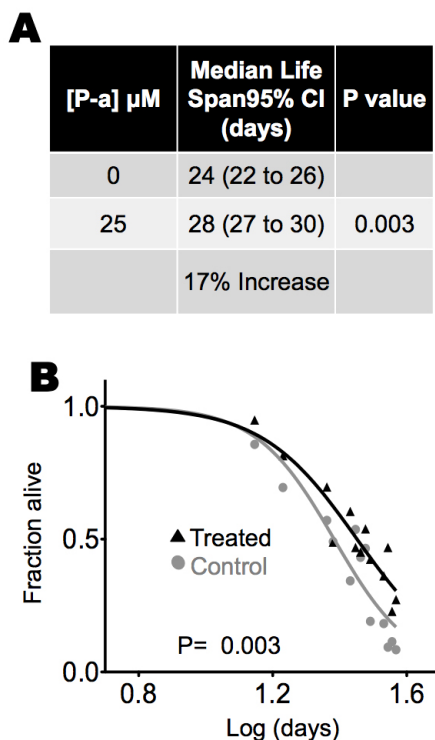 A
[P-a] µM
Median Life
Span95% CI
(days)
P value
0
24 (22 to 26)
25
28 (27 to 30)
0.003
17% Increase
B
1.0
0.5
0.0
Fraction alive
Treated
Control
P= 0.003
0.8
1.2
1.6
Log (days)